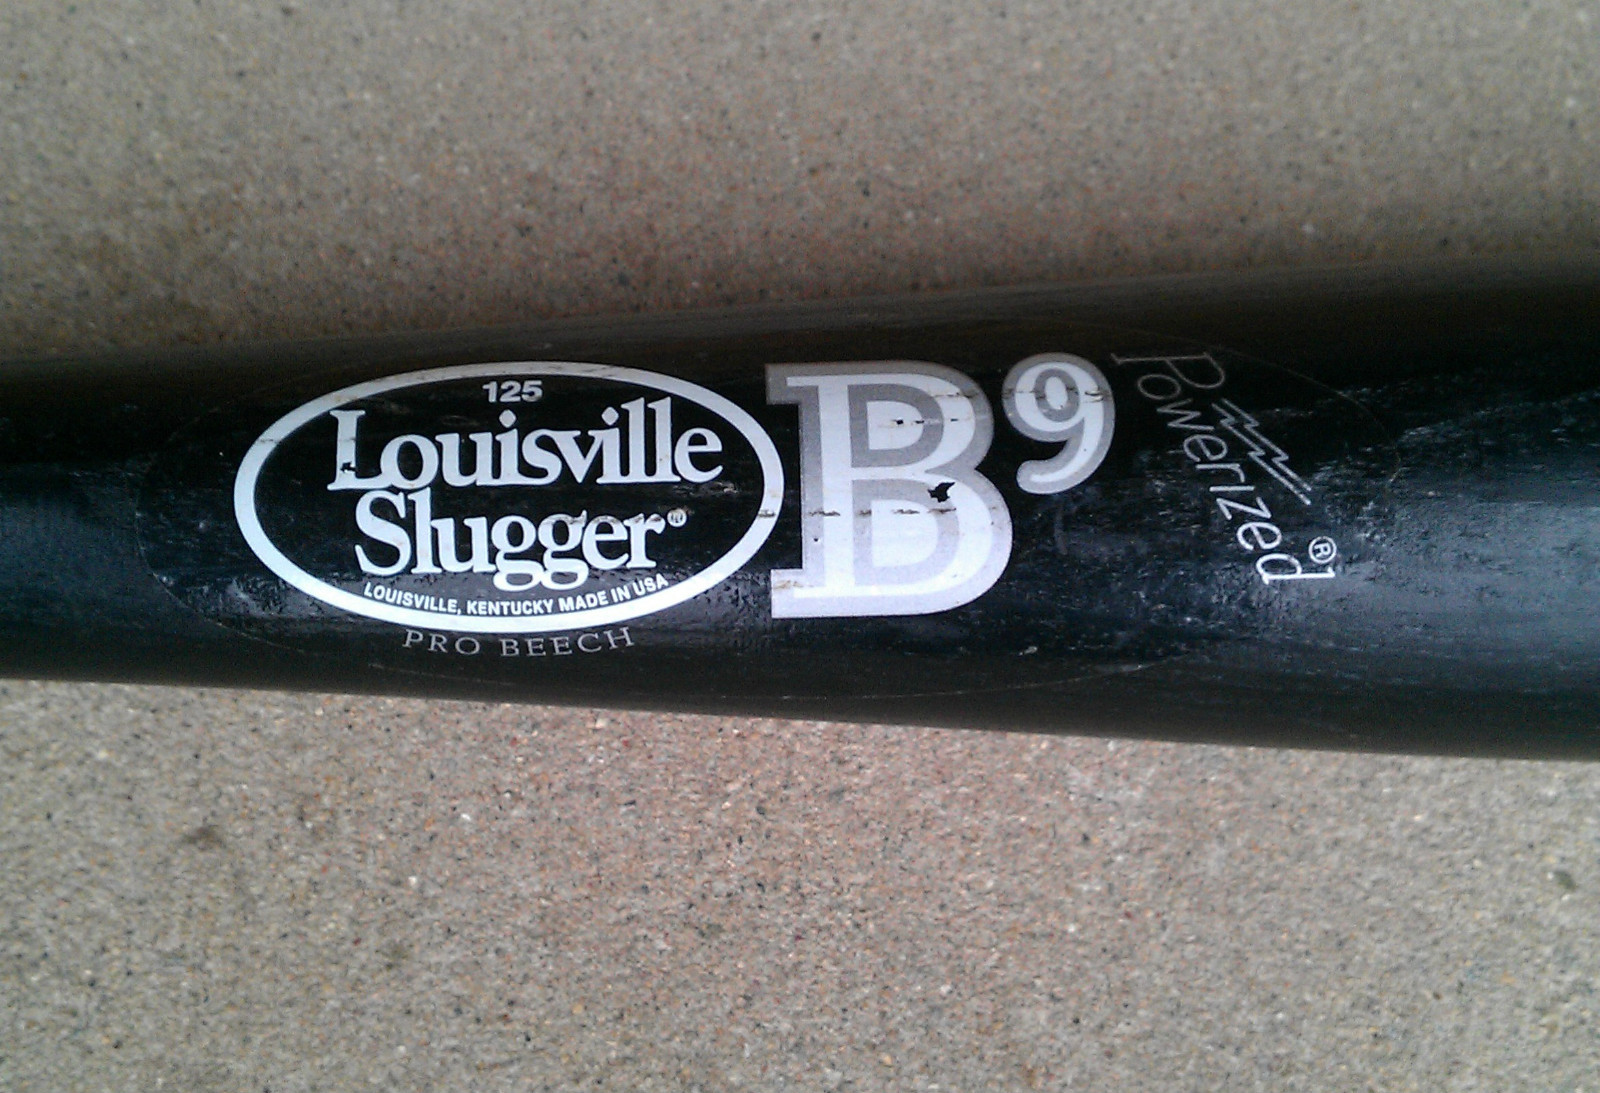 125
Louisville
Slugger®
LOUISVILLE, KENTUCKY MADE IN USA
PRO BEECH
B9
Powerized®